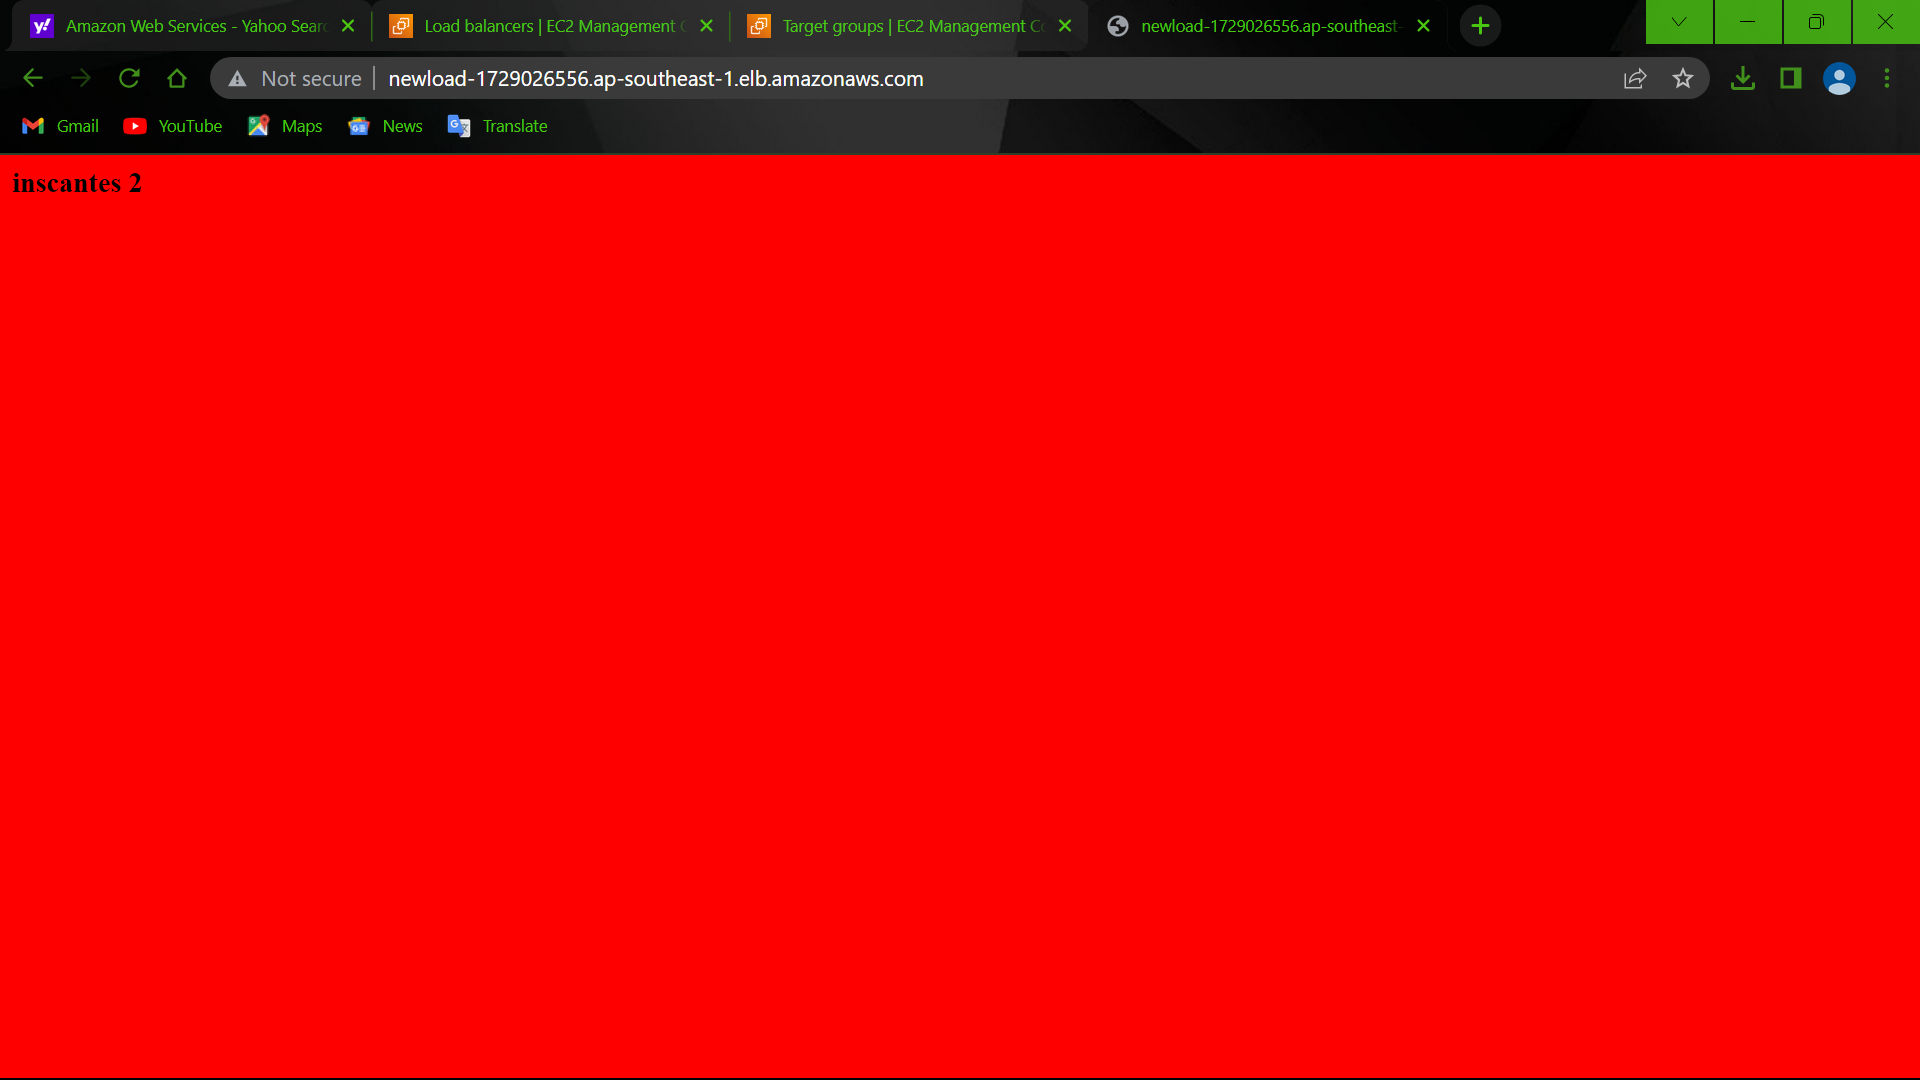 Amazon Web Services - Yahoo Sear
Load balancers | EC2 Management C
Target groups | EC2 Management Co
newload-1729026556.ap-southeast-
Not secure
newload-1729026556.ap-southeast-1.elb.amazonaws.com
Gmail
YouTube
Maps
News
Translate
inscantes 2